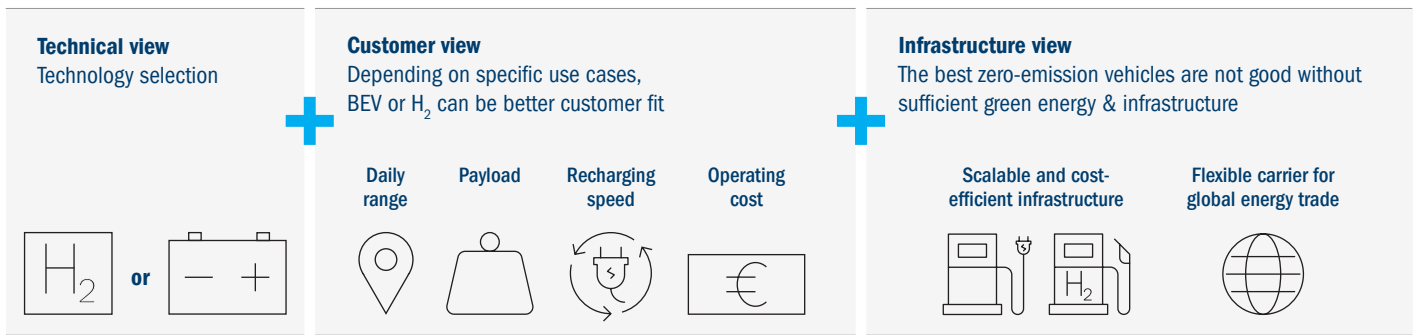 Technical view
Technology selection
H2
or
− +
Customer view
Depending on specific use cases,
BEV or H2 can be better customer fit
Daily
range
Payload
Recharging
speed
Operating
cost
€
Infrastructure view
The best zero-emission vehicles are not good without
sufficient green energy & infrastructure
Scalable and cost-
efficient infrastructure
H2
Flexible carrier for
global energy trade